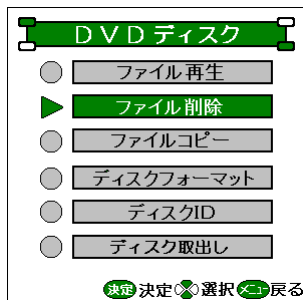 DVDディスク
ファイル再生
ファイル削除
ファイルコピー
ディスクフォーマット
ディスクID
ディスク取出し
決定 決定 選択 メニュー 戻る